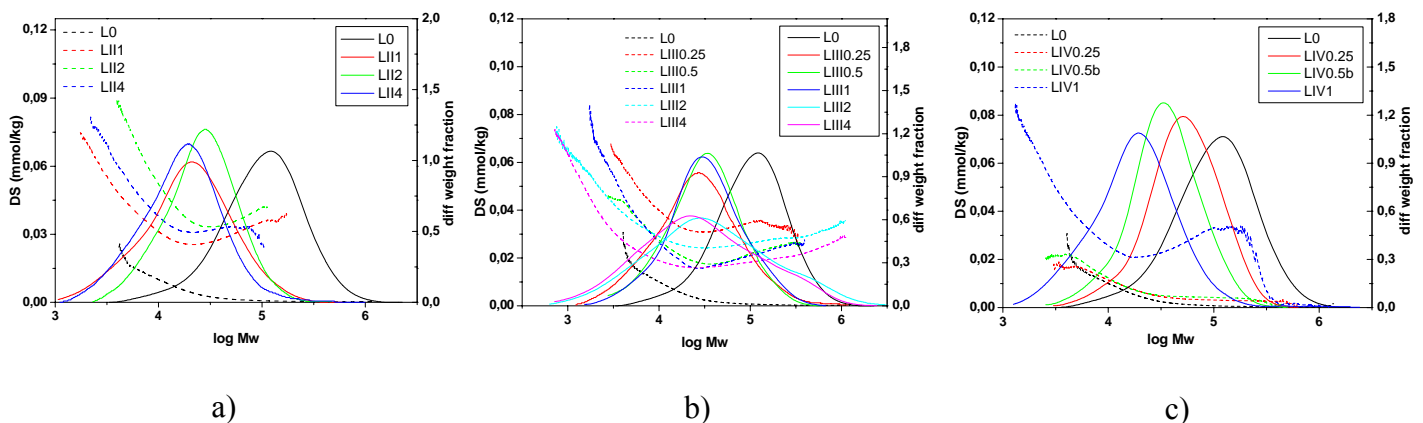 0,12
0,09
0,06
0,03
0,00
DS (mmol/kg)
L0
LII1
LII2
LII4
L0
LII1
LII2
LII4
2,0
1,5
1,0
0,5
0,0
diff weight fraction
3 4 5 6
log Mw
a)
0,12
0,10
0,08
0,06
0,04
0,02
0,00
DS (mmol/kg)
L0
LIII0.25
LIII0.5
LIII1
LIII2
LIII4
L0
LIII0.25
LIII0.5
LIII1
LIII2
LIII4
1,8
1,5
1,2
0,9
0,6
0,3
0,0
diff weight fraction
3 4 5 6
log Mw
b)
0,12
0,10
0,08
0,06
0,04
0,02
0,00
DS (mmol/kg)
L0
LIV0.25
LIV0.5b
LIV1
L0
LIV0.25
LIV0.5b
LIV1
1,8
1,5
1,2
0,9
0,6
0,3
0,0
diff weight fraction
3 4 5 6
log Mw
c)